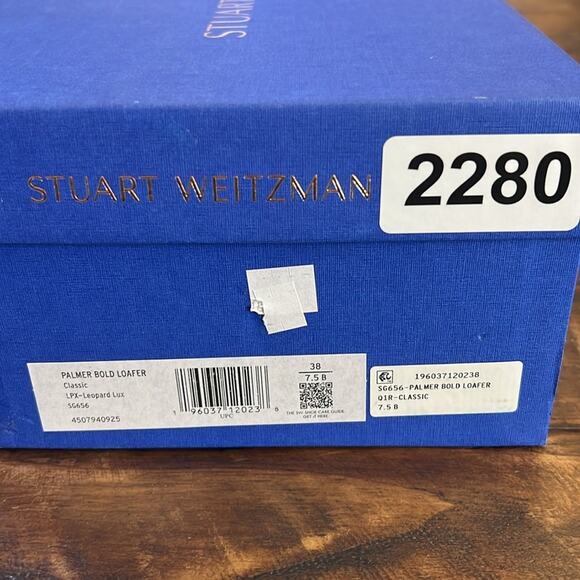 STUART
STUART WEITZMAN
2280
PALMER BOLD LOAFER
Classic
LPX-Leopard Lux
SG656
4507940925
1 96037 12023 8
UPC
38
7.5 B
THE SW SHOE CARE GUIDE.
GET IT HERE.
196037120238
SG656-PALMER BOLD LOAFER
Q1R-CLASSIC
7.5 B